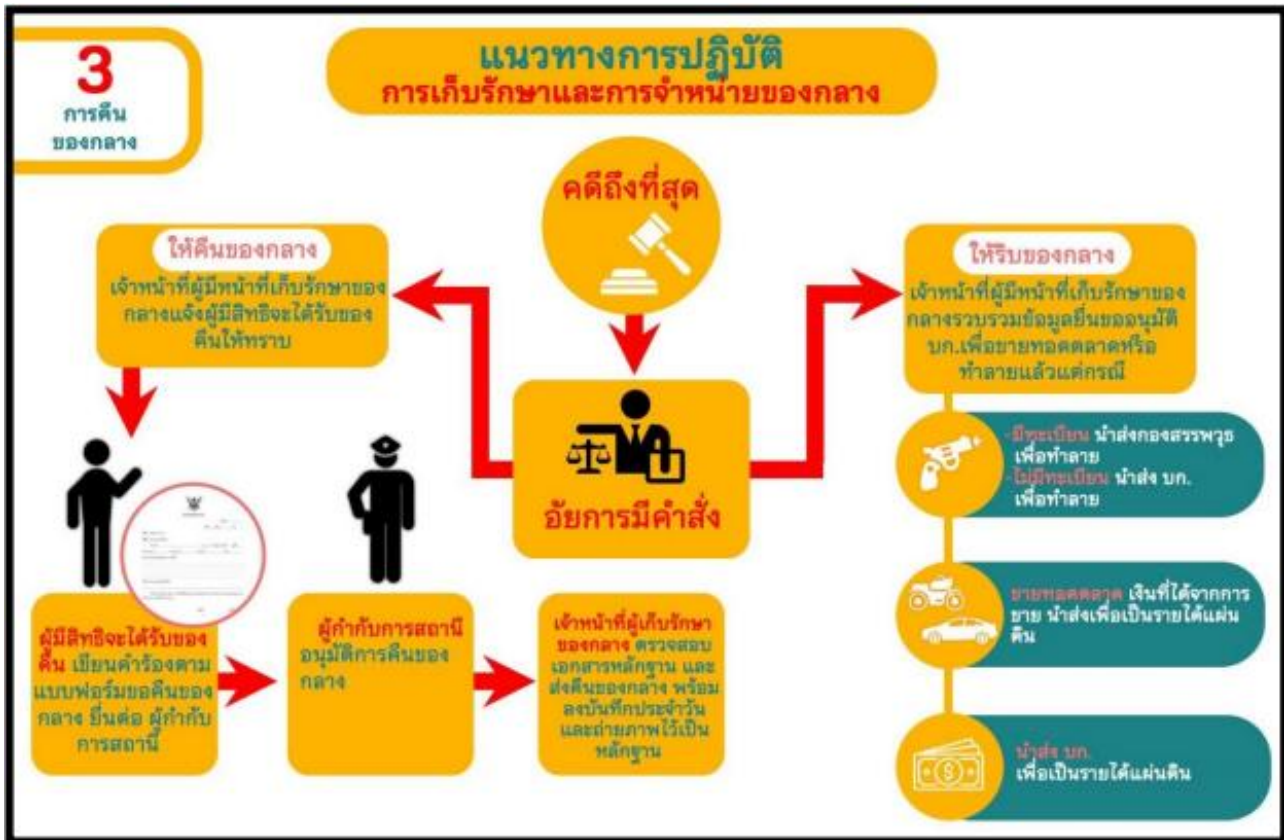 3
การคืน
ของกลาง
แนวทางการปฏิบัติ
การเก็บรักษาและการจำหน่ายของกลาง
คดีถึงที่สุด
ให้คืนของกลาง
เจ้าหน้าที่ผู้มีหน้าที่เก็บรักษาของ
กลางแจ้งผู้มีสิทธิจะได้รับของ
คืนให้ทราบ
อัยการมีคำสั่ง
ผู้มีสิทธิจะได้รับของ
คืน เขียนคำร้องตาม
แบบฟอร์มขอคืนของ
กลาง ยื่นต่อ ผู้กำกับ
การสถานี
ผู้กำกับการสถานี
อนุมัติการคืนของ
กลาง
เจ้าหน้าที่ผู้เก็บรักษา
ของกลาง ตรวจสอบ
เอกสารหลักฐาน และ
ส่งคืนของกลาง พร้อม
ลงบันทึกประจำวัน
และถ่ายภาพไว้เป็น
หลักฐาน
ให้ริบของกลาง
เจ้าหน้าที่ผู้มีหน้าที่เก็บรักษาของ
กลางรวบรวมข้อมูลยื่นขออนุมัติ
บก.เพื่อขายทอดตลาดหรือ
ทำลายแล้วแต่กรณี
-มีทะเบียน นำส่งกองสรรพวุธ
เพื่อทำลาย
-ไม่มีทะเบียน นำส่ง บก.
เพื่อทำลาย
ขายทอดตลาด เงินที่ได้จากการ
ขาย นำส่งเพื่อเป็นรายได้แผ่น
ดิน
นำส่ง บก.
เพื่อเป็นรายได้แผ่นดิน